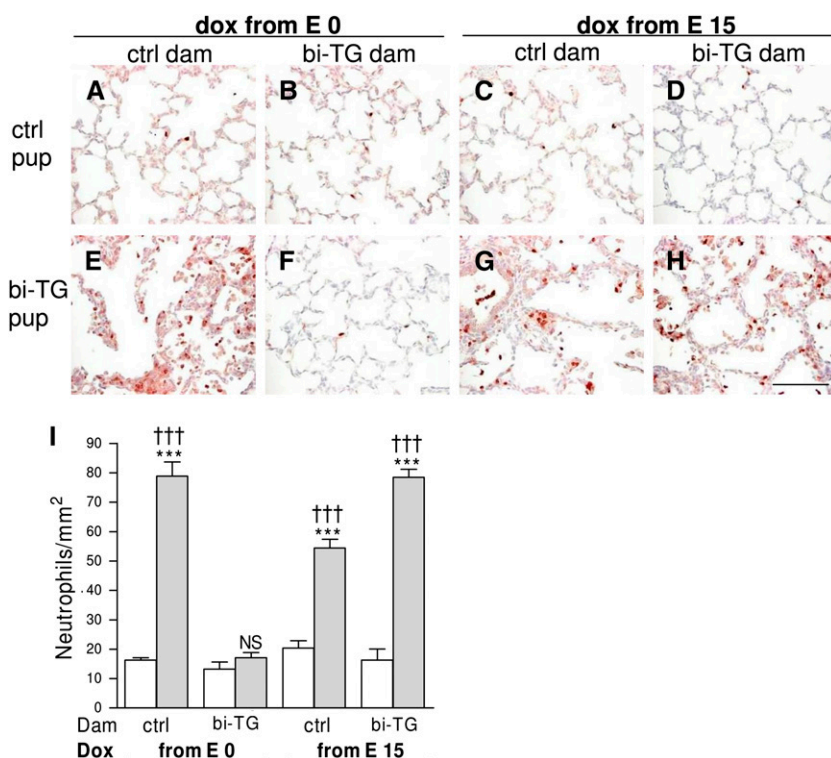 dox from E 0 dox from E 15
ctrl dam bi-TG dam ctrl dam bi-TG dam
A B C D
ctrl
pup
E F G H
bi-TG
pup
I
Neutrophils/mm²
90
80
70
60
50
40
30
20
10
0
†††
***
NS
†††
***
†††
***
Dam ctrl bi-TG ctrl bi-TG
Dox from E 0 from E 15